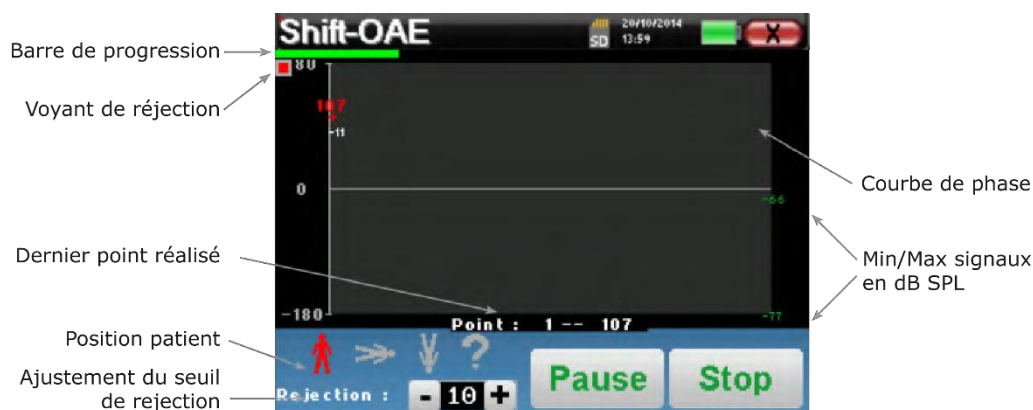 Shift-OAE
SD
20/10/2014
13:59
X
Barre de progression
80
Voyant de réjection
107
-11
0
Courbe de phase
-66
Dernier point réalisé
Min/Max signaux
en dB SPL
-180
-77
Point : 1 -- 107
Position patient
?
Ajustement du seuil
de rejection
Rejection :
- 10 +
Pause
Stop